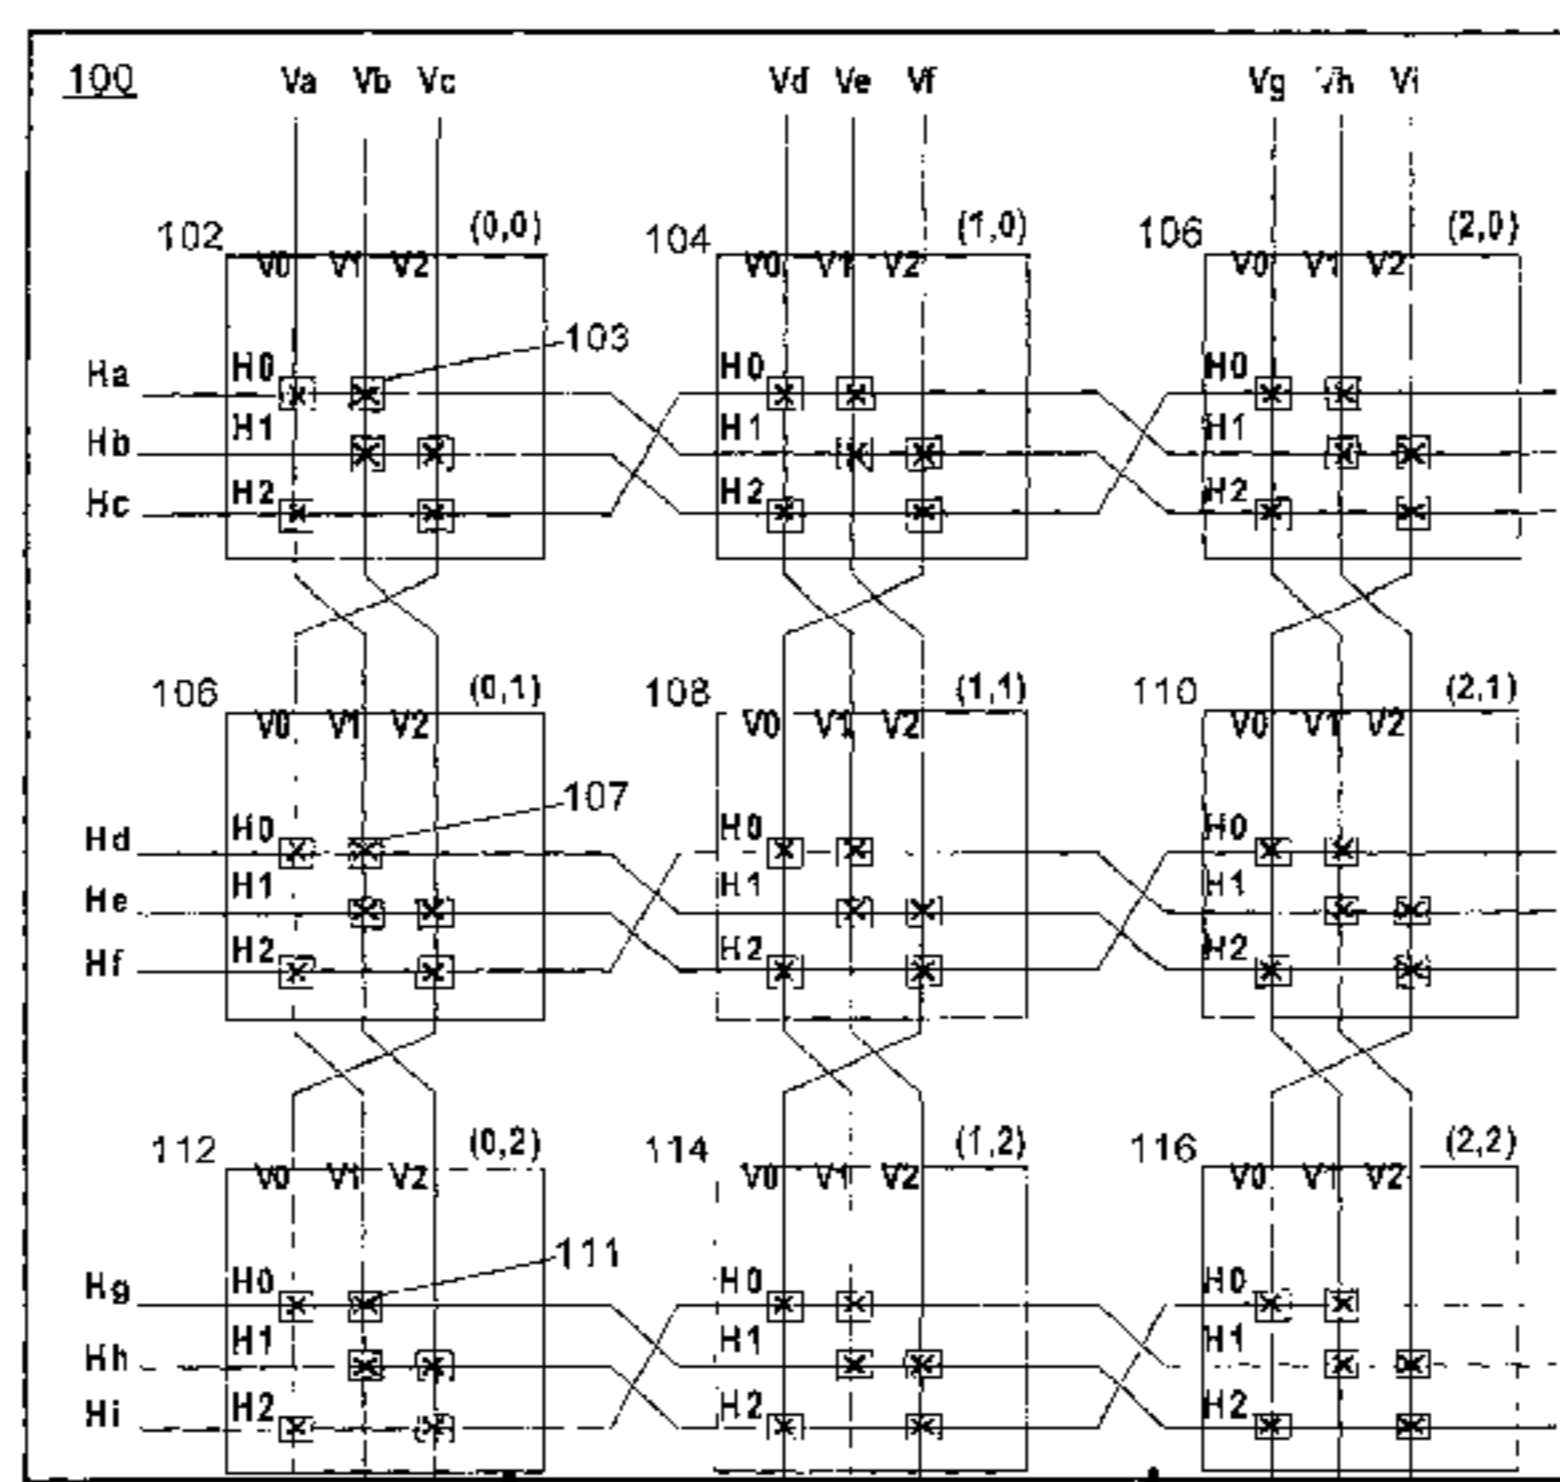 100 Va Vb Vc Vd Ve Vf Vg Vh Vi
102 (0,0) 104 (1,0) 106 (2,0)
V0 V1 V2 V0 V1 V2 V0 V1 V2
103
Ha H0 H0 H0
Hb H1 H1 H1
Hc H2 H2 H2
106 (0,1) 108 (1,1) 110 (2,1)
V0 V1 V2 V0 V1 V2 V0 V1 V2
107
Hd H0 H0 H0
He H1 H1 H1
Hf H2 H2 H2
112 (0,2) 114 (1,2) 116 (2,2)
V0 V1 V2 V0 V1 V2 V0 V1 V2
111
Hg H0 H0 H0
Hh H1 H1 H1
Hi H2 H2 H2